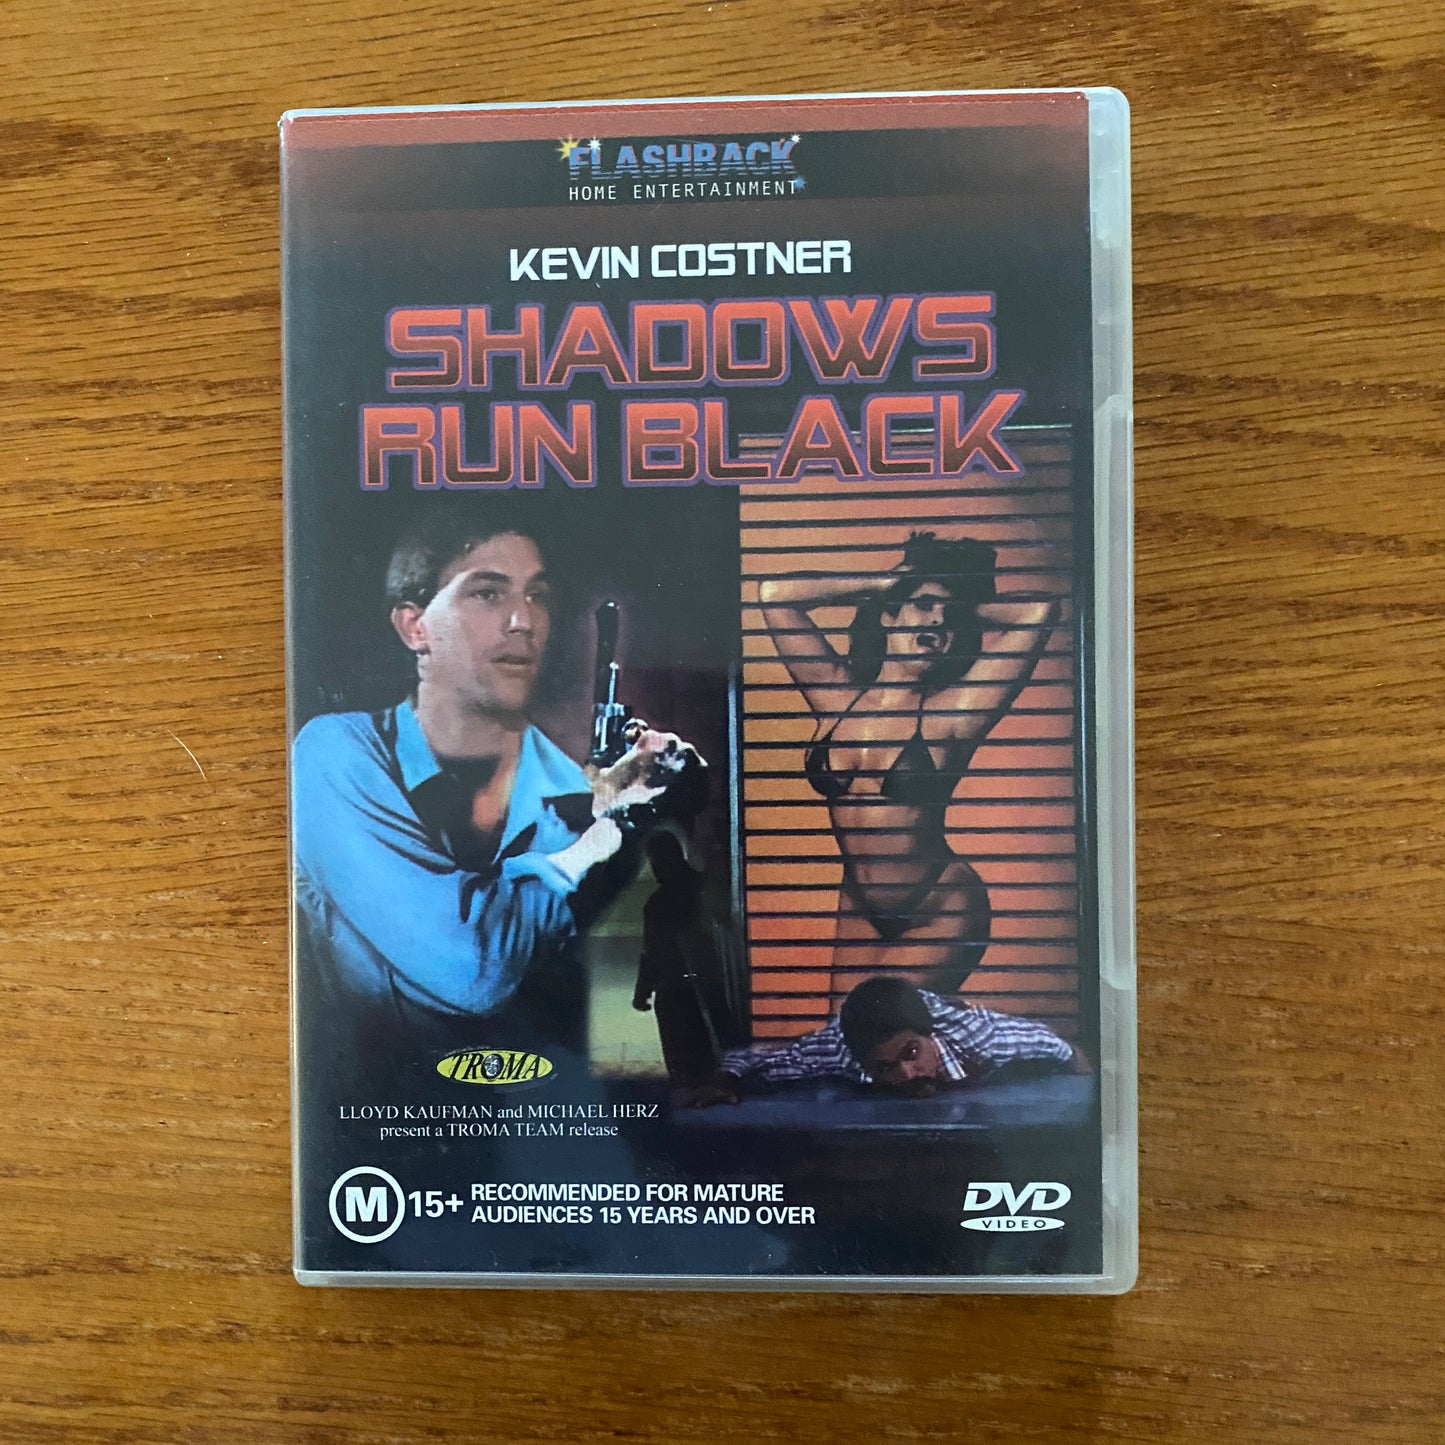 FLASHBACK
HOME ENTERTAINMENT
KEVIN COSTNER
SHADOWS
RUN BLACK
TROMA
LLOYD KAUFMAN and MICHAEL HERZ
present a TROMA TEAM release
M 15+ RECOMMENDED FOR MATURE
AUDIENCES 15 YEARS AND OVER
DVD
VIDEO